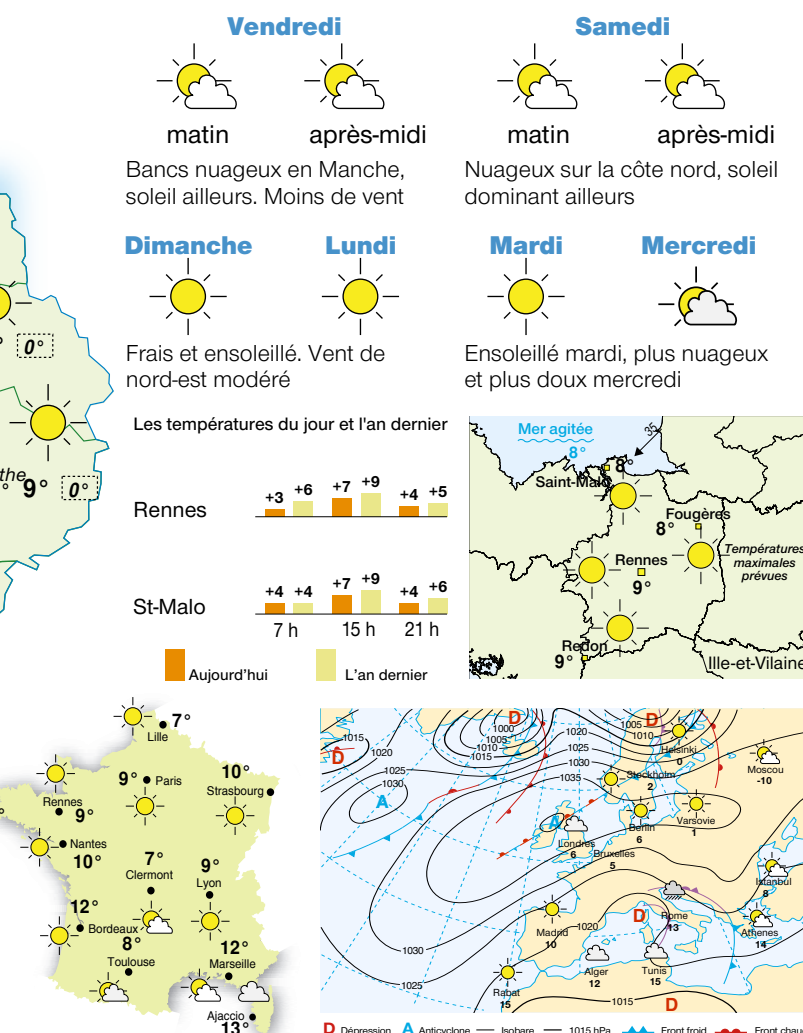 Vendredi
Samedi
matin
après-midi
matin
après-midi
Bancs nuageux en Manche,
soleil ailleurs. Moins de vent
Nuageux sur la côte nord, soleil
dominant ailleurs
Dimanche
Lundi
Mardi
Mercredi
Frais et ensoleillé. Vent de
nord-est modéré
Ensoleillé mardi, plus nuageux
et plus doux mercredi
0°
9°
0°
Les températures du jour et l'an dernier
Rennes
+3 +6 +7 +9 +4 +5
St-Malo
+4 +4 +7 +9 +4 +6
7 h 15 h 21 h
Aujourd'hui
L'an dernier
Mer agitée
8°
35
8°
Saint-Malo
Fougères
8°
Rennes
9°
Températures
maximales
prévues
Redon
9°
Ille-et-Vilaine
7°
Lille
9° Paris
10°
Strasbourg
Rennes
9°
Nantes
10°
7°
Clermont
9°
Lyon
12°
Bordeaux
8°
Toulouse
12°
Marseille
Ajaccio
13°
D
1015
1020
1025
1030
A
D
1000
1005
1010
1015
1020
1025
1030
1035
D
1005
1010
Helsinki
0
Stockholm
2
Moscou
-10
A
Londres
6
Berlin
6
Varsovie
1
Bruxelles
5
Istanbul
8
Madrid
10
1020
D
Rome
13
Athènes
14
1030
1025
Alger
12
Tunis
15
Rabat
15
1015
D
D Dépression A Anticyclone Isobare 1015 hPa Front froid Front chau